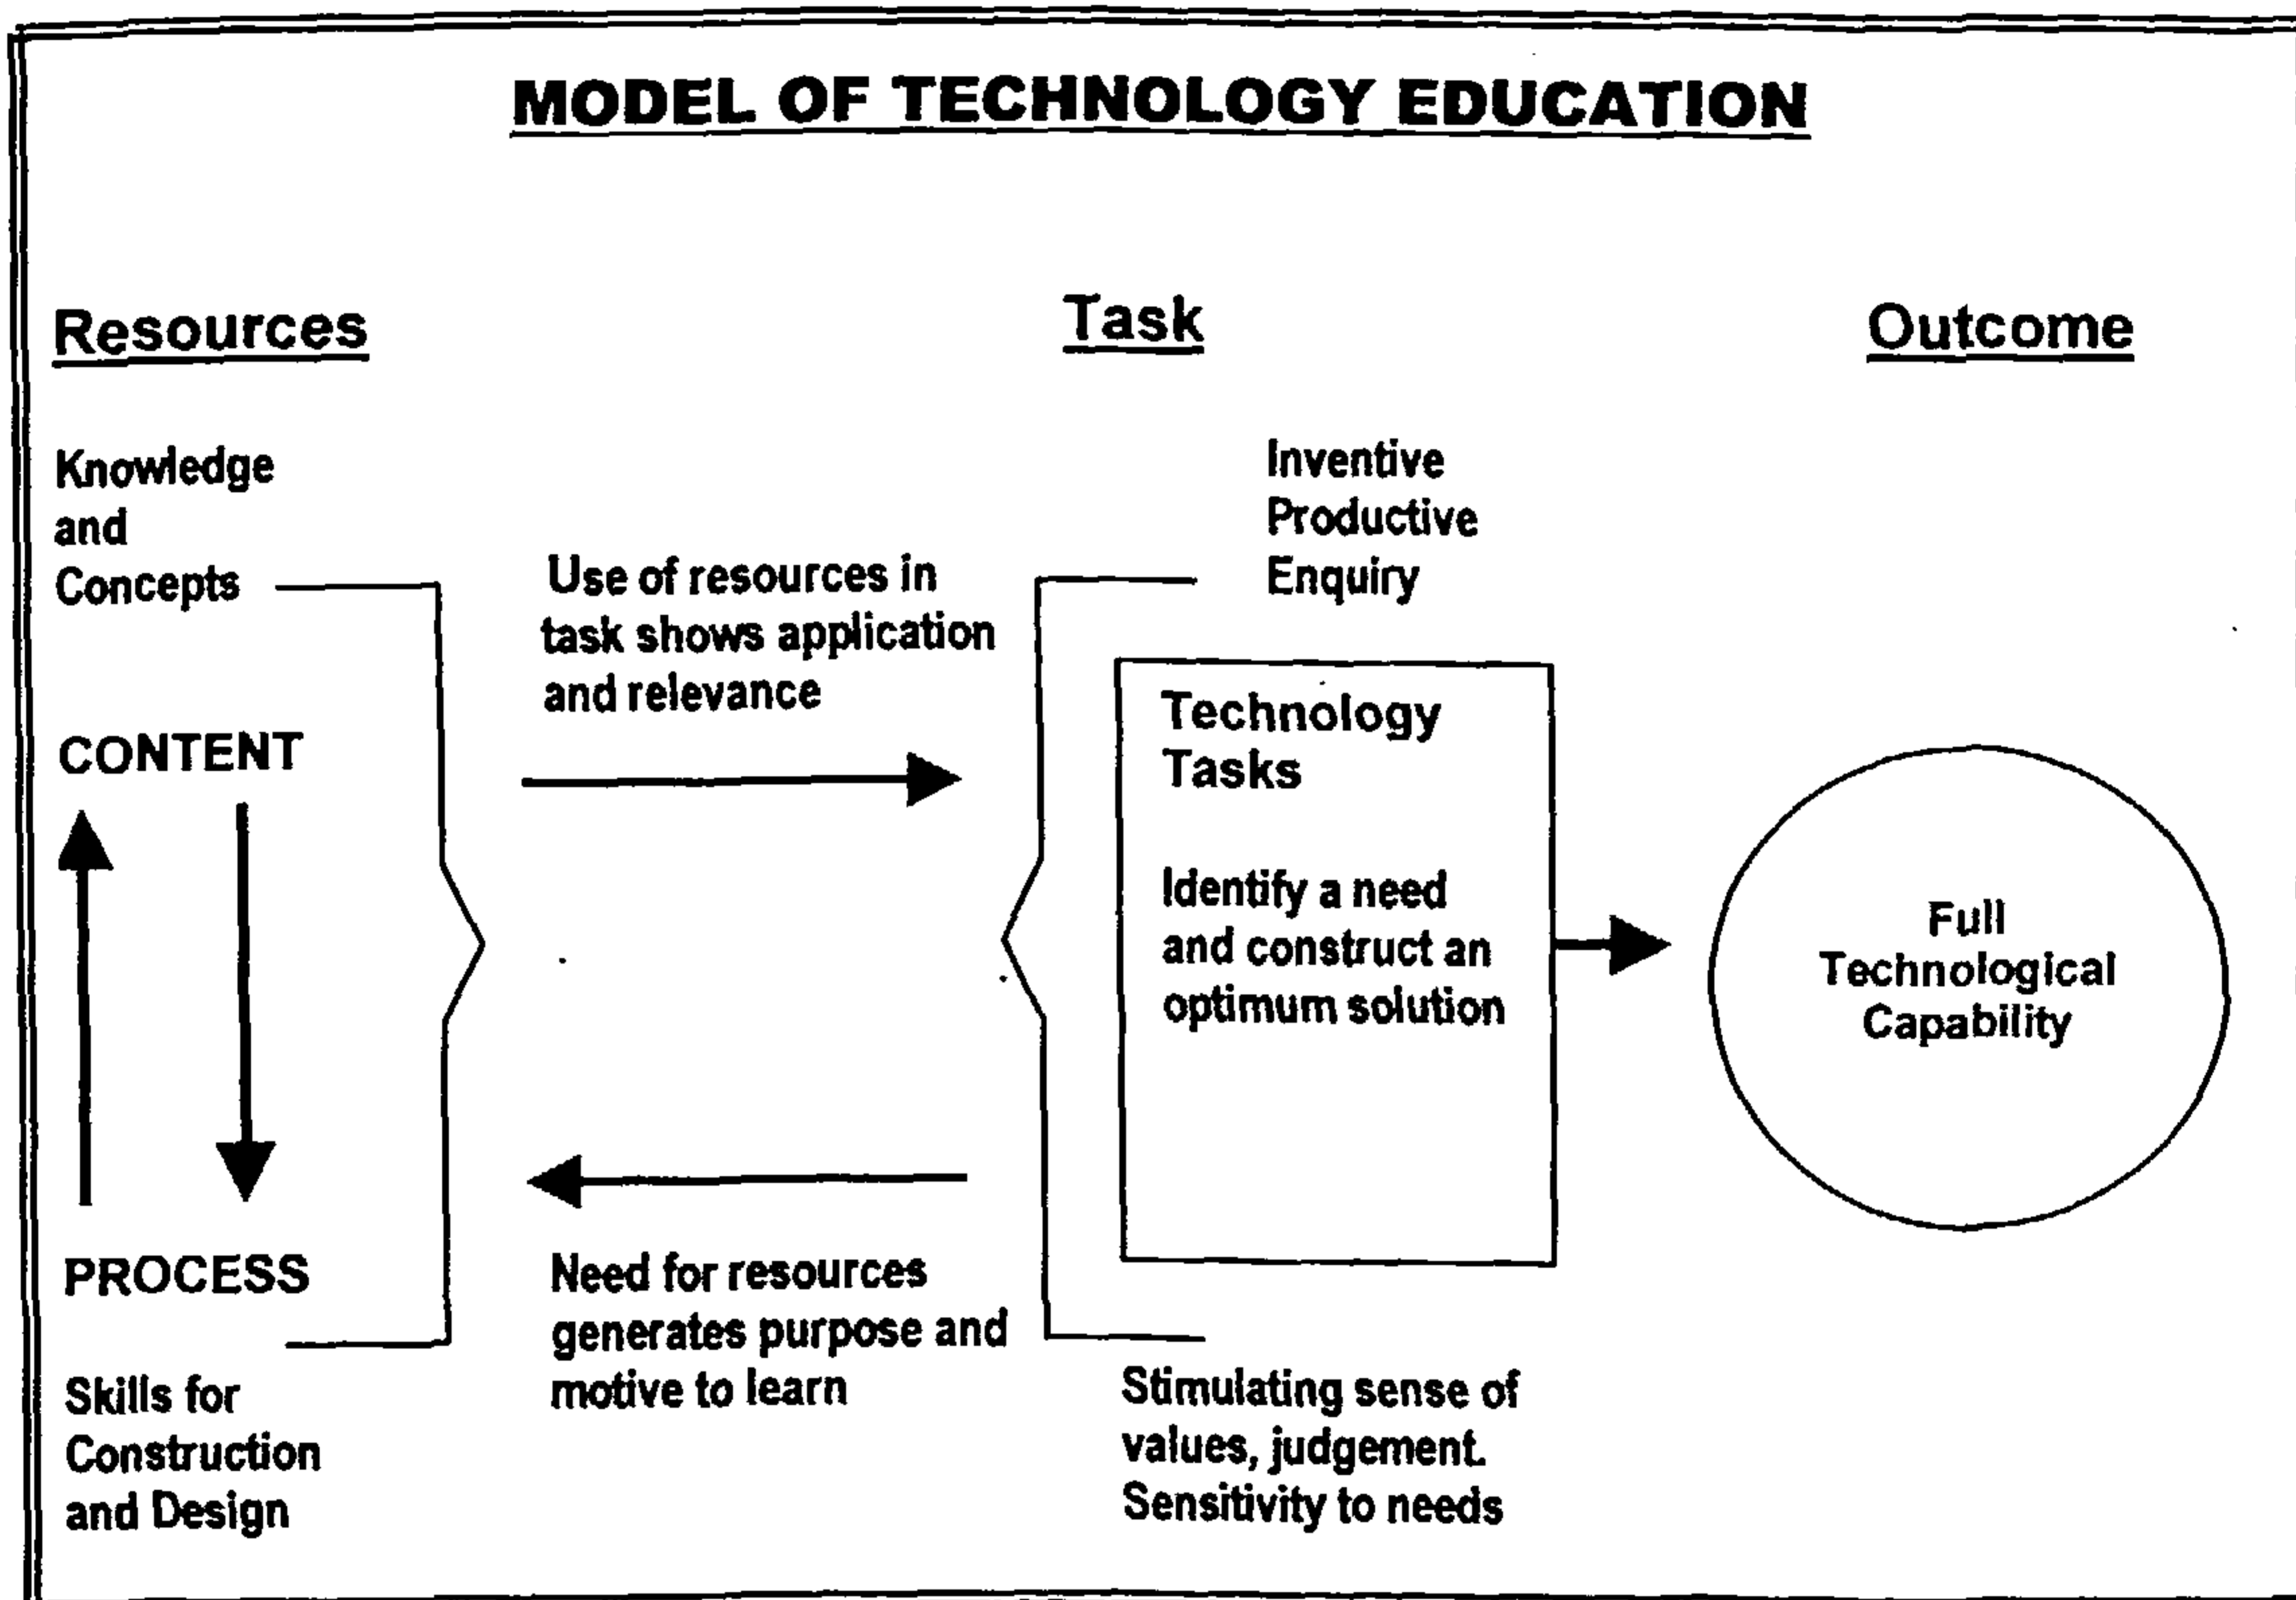 MODEL OF TECHNOLOGY EDUCATION
Resources
Task
Outcome
Knowledge
and
Concepts
CONTENT
PROCESS
Skills for
Construction
and Design
Use of resources in
task shows application
and relevance
Need for resources
generates purpose and
motive to learn
Inventive
Productive
Enquiry
Technology
Tasks
Identify a need
and construct an
optimum solution
Stimulating sense of
values, judgement.
Sensitivity to needs
Full
Technological
Capability